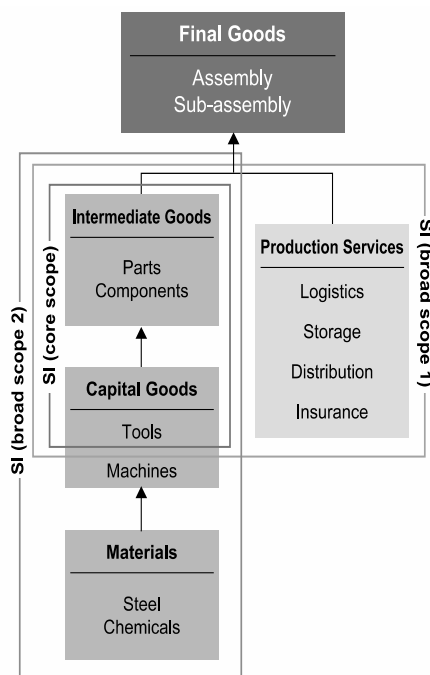 Final Goods
Assembly
Sub-assembly
Intermediate Goods
Parts
Components
Production Services
Logistics
Storage
Distribution
Insurance
Capital Goods
Tools
Machines
Materials
Steel
Chemicals
SI (core scope)
SI (broad scope 2)
SI (broad scope 1)